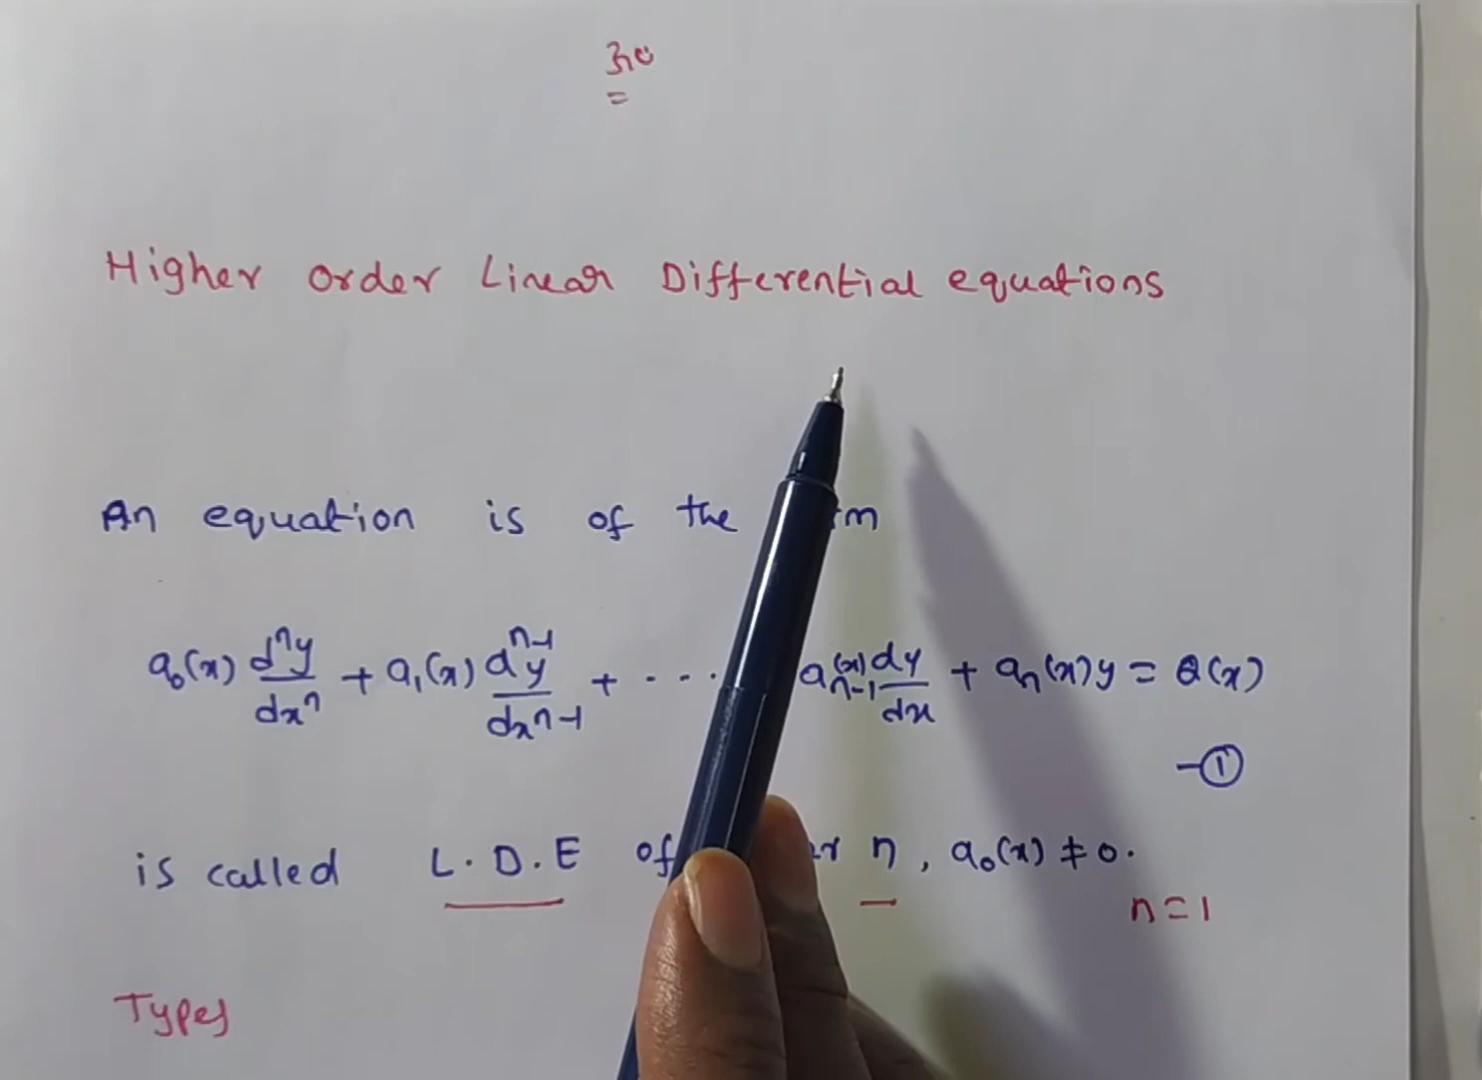 Higher order Linear Differential equations
An equation is of the
a₀(x) dⁿy/dxⁿ + a₁(x) dⁿ⁻¹y/dxⁿ⁻¹ + ... aₙ₋₁(x) dy/dx + aₙ(x)y = Q(x)
-①
is called L.D.E of n, a₀(x) ≠ 0.
n=1
Types